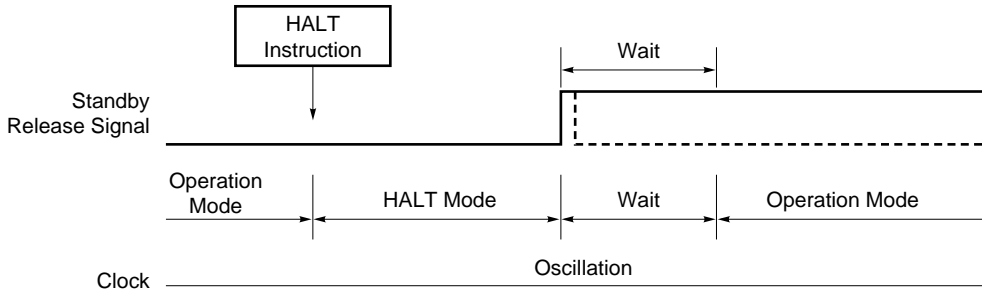 HALT
Instruction
Wait
Standby
Release Signal
Operation
Mode
HALT Mode
Wait
Operation Mode
Oscillation
Clock